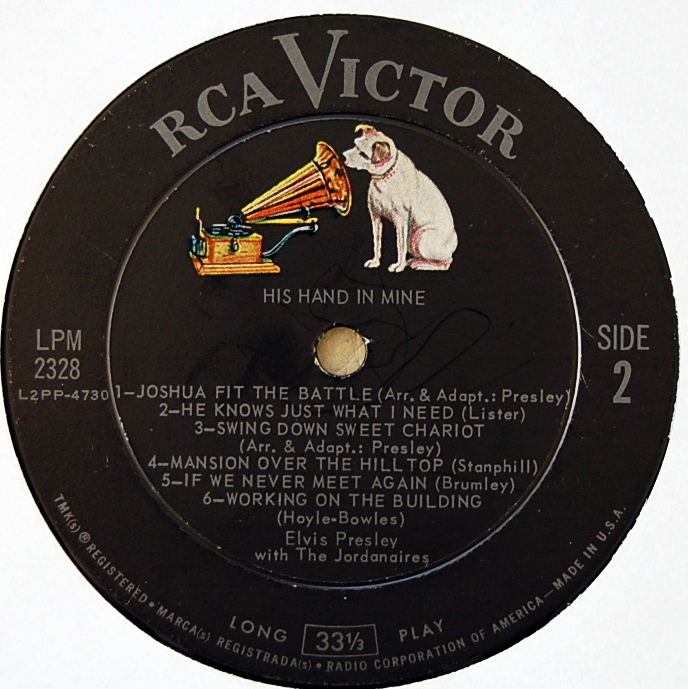 RCA VICTOR
HIS HAND IN MINE
LPM
2328
L2PP-4730
SIDE
2
1–JOSHUA FIT THE BATTLE (Arr. & Adapt.: Presley)
2–HE KNOWS JUST WHAT I NEED (Lister)
3–SWING DOWN SWEET CHARIOT
(Arr. & Adapt.: Presley)
4–MANSION OVER THE HILLTOP (Stanphill)
5–IF WE NEVER MEET AGAIN (Brumley)
6–WORKING ON THE BUILDING
(Hoyle-Bowles)
Elvis Presley
with The Jordanaires
LONG 33⅓ PLAY
TMK(s) ® REGISTERED • MARCA(s) REGISTRADA(s) • RADIO CORPORATION OF AMERICA—MADE IN U.S.A.